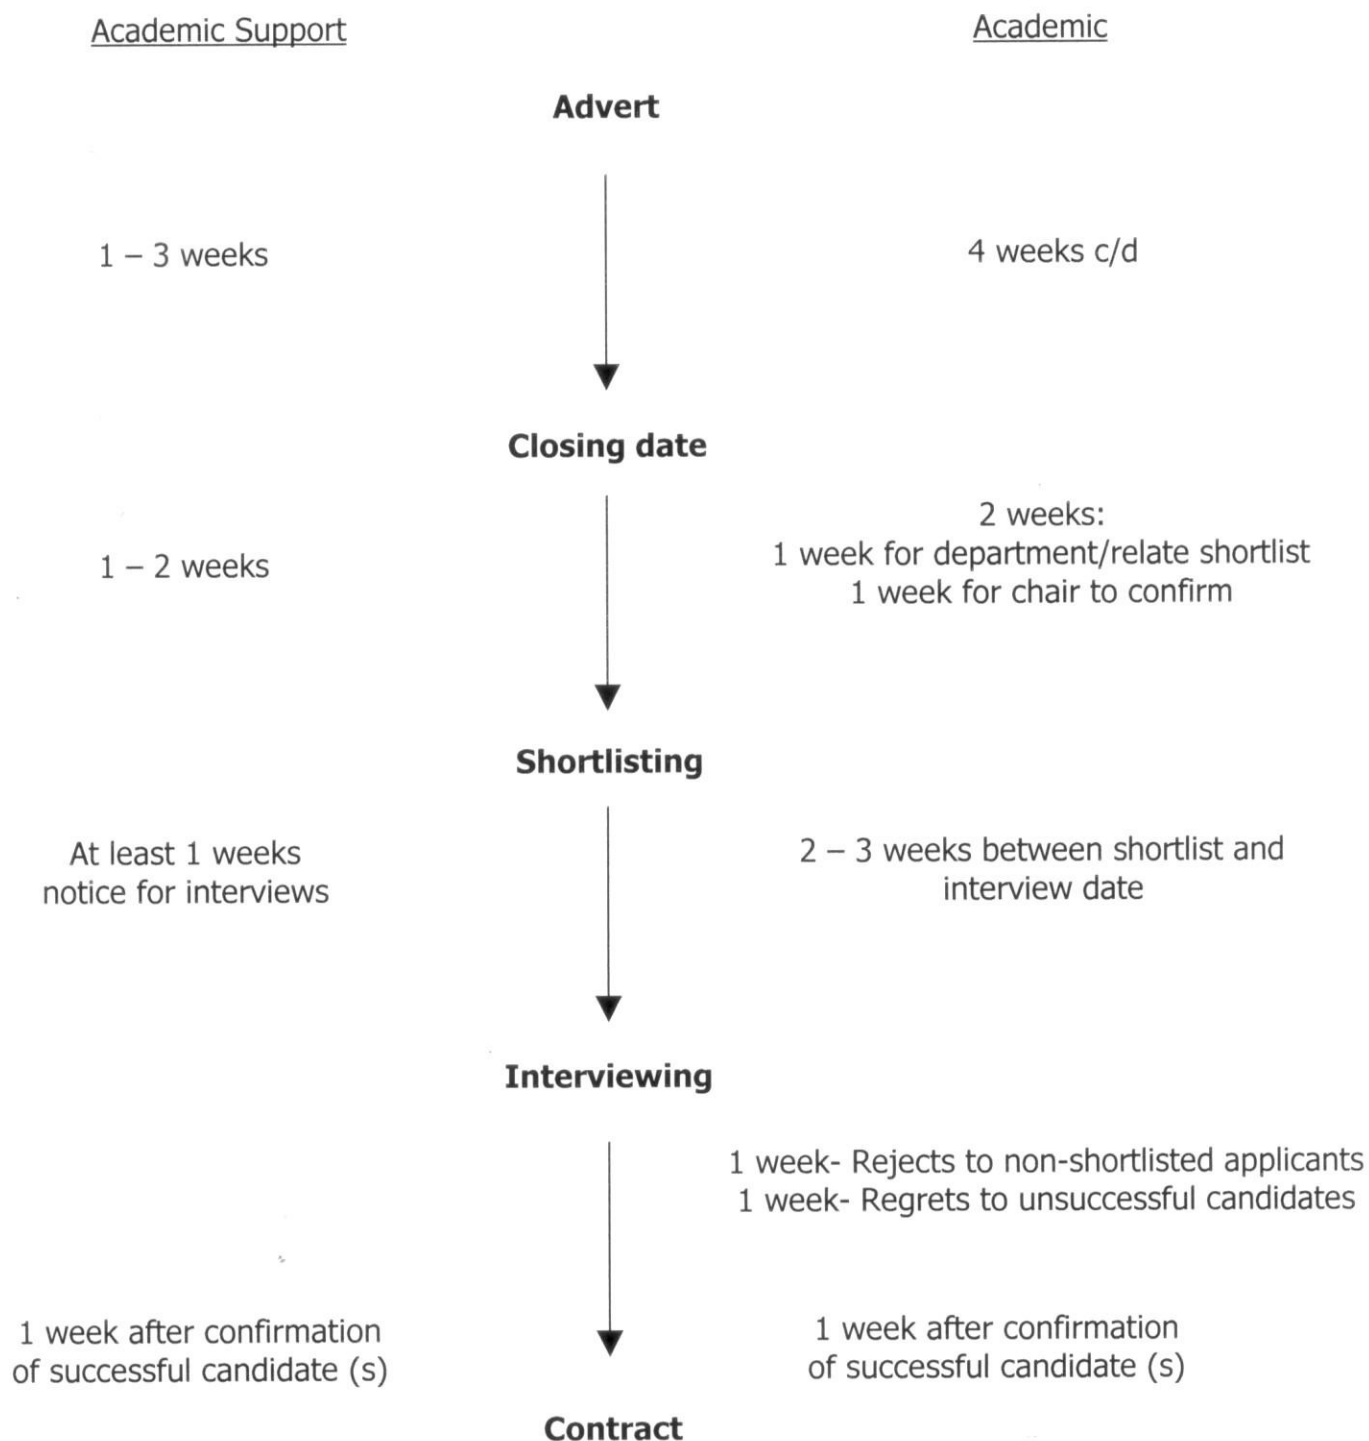 Academic Support
Academic
Advert
1 – 3 weeks
4 weeks c/d
Closing date
1 – 2 weeks
2 weeks:
1 week for department/relate shortlist
1 week for chair to confirm
Shortlisting
At least 1 weeks
notice for interviews
2 – 3 weeks between shortlist and
interview date
Interviewing
1 week- Rejects to non-shortlisted applicants
1 week- Regrets to unsuccessful candidates
1 week after confirmation
of successful candidate (s)
1 week after confirmation
of successful candidate (s)
Contract